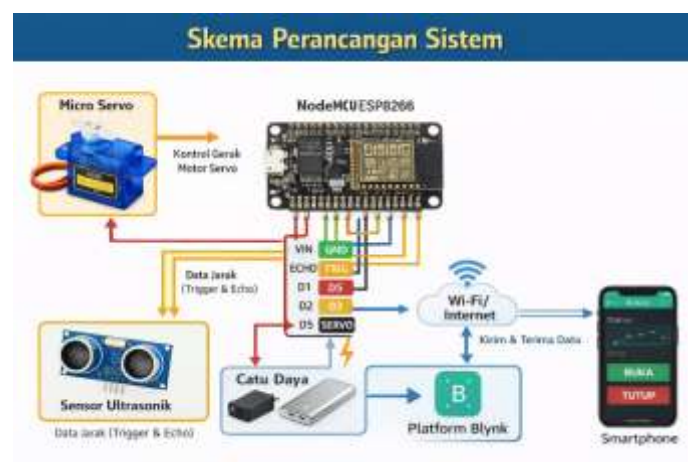 Skema Perancangan Sistem
Micro Servo
NodeMCU ESP8266
Kontrol Gerak
Motor Servo
VIN GND
ECHO TRIG
D1 D5
D2 D3
D5 SERVO
Data Jarak
(Trigger & Echo)
Wi-Fi/
Internet
Kirim & Terima Data
BUKA
TUTUP
Smartphone
Sensor Ultrasonik
Data Jarak (Trigger & Echo)
Catu Daya
B
Platform Blynk